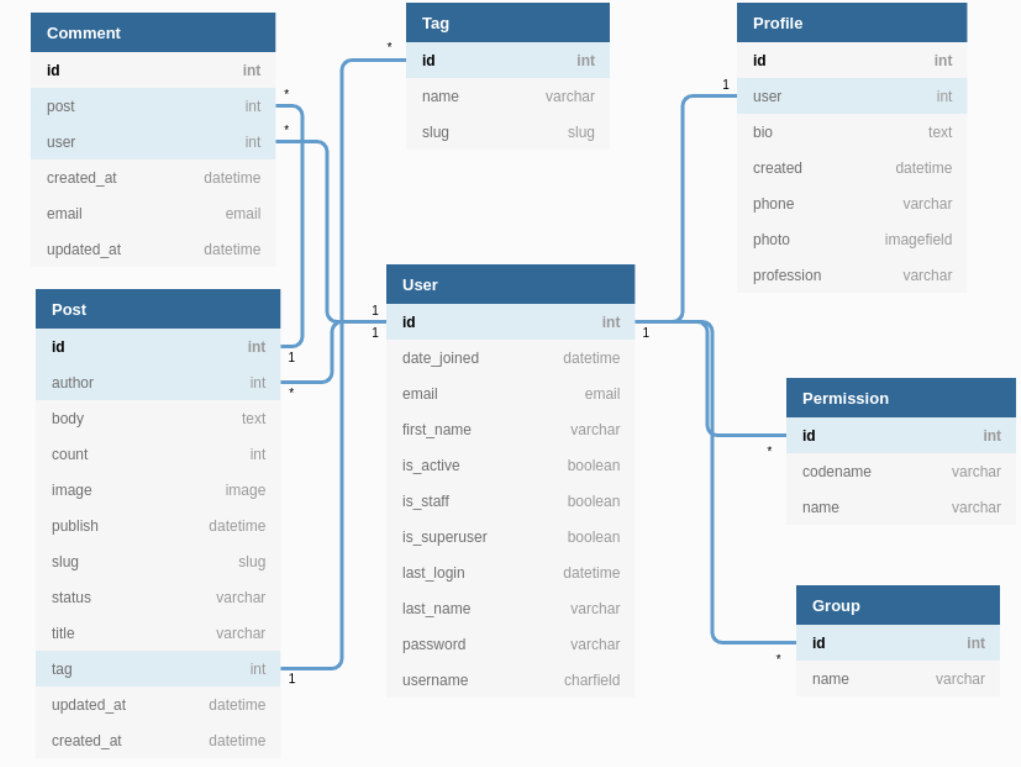 Comment
id int
post int
user int
created_at datetime
email email
updated_at datetime
*
*
Post
id int
author int
body text
count int
image image
publish datetime
slug slug
status varchar
title varchar
tag int
updated_at datetime
created_at datetime
1
*
1
Tag
id int
name varchar
slug slug
*
User
id int
date_joined datetime
email email
first_name varchar
is_active boolean
is_staff boolean
is_superuser boolean
last_login datetime
last_name varchar
password varchar
username charfield
1
1
1
Profile
id int
user int
bio text
created datetime
phone varchar
photo imagefield
profession varchar
1
Permission
id int
codename varchar
name varchar
*
Group
id int
name varchar
*